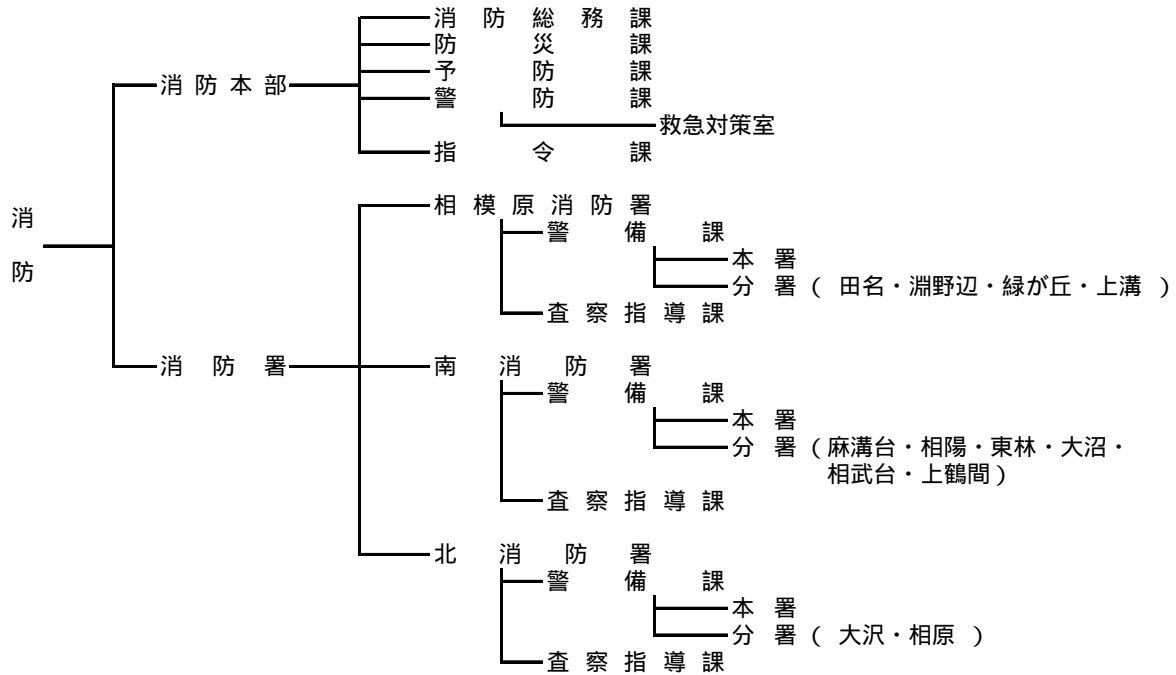 消防総務課
防災課
消防本部
予防課
警防課
救急対策室
指令課
消防
相模原消防署
警備課
本署
分署(田名・淵野辺・緑が丘・上溝)
査察指導課
消防署
南消防署
警備課
本署
分署(麻溝台・相陽・東林・大沼・
相武台・上鶴間)
査察指導課
北消防署
警備課
本署
分署(大沢・相原)
査察指導課